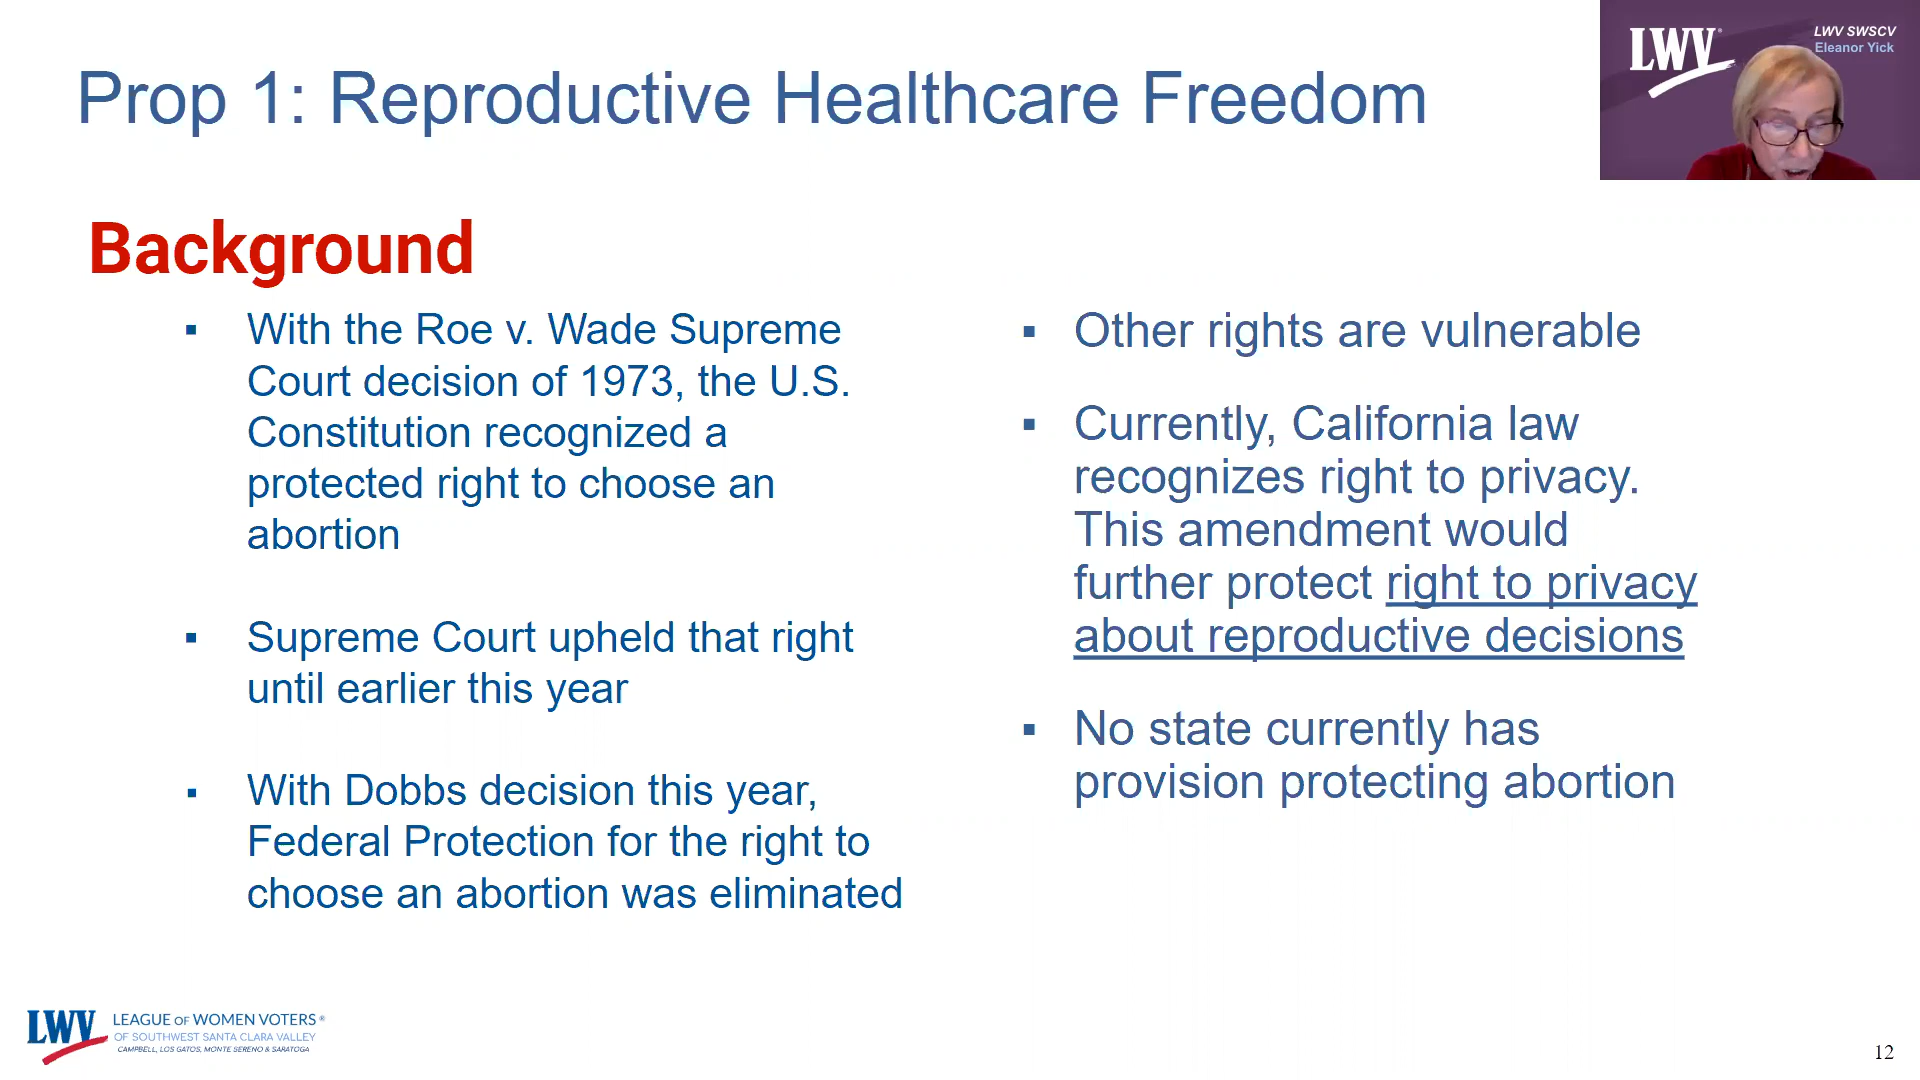 Prop 1: Reproductive Healthcare Freedom
LWV®
LWV SWSCV
Eleanor Yick
Background
▪ With the Roe v. Wade Supreme
Court decision of 1973, the U.S.
Constitution recognized a
protected right to choose an
abortion
▪ Supreme Court upheld that right
until earlier this year
▪ With Dobbs decision this year,
Federal Protection for the right to
choose an abortion was eliminated
▪ Other rights are vulnerable
▪ Currently, California law
recognizes right to privacy.
This amendment would
further protect right to privacy
about reproductive decisions
▪ No state currently has
provision protecting abortion
LWV
LEAGUE OF WOMEN VOTERS®
OF SOUTHWEST SANTA CLARA VALLEY
CAMPBELL, LOS GATOS, MONTE SERENO & SARATOGA
12